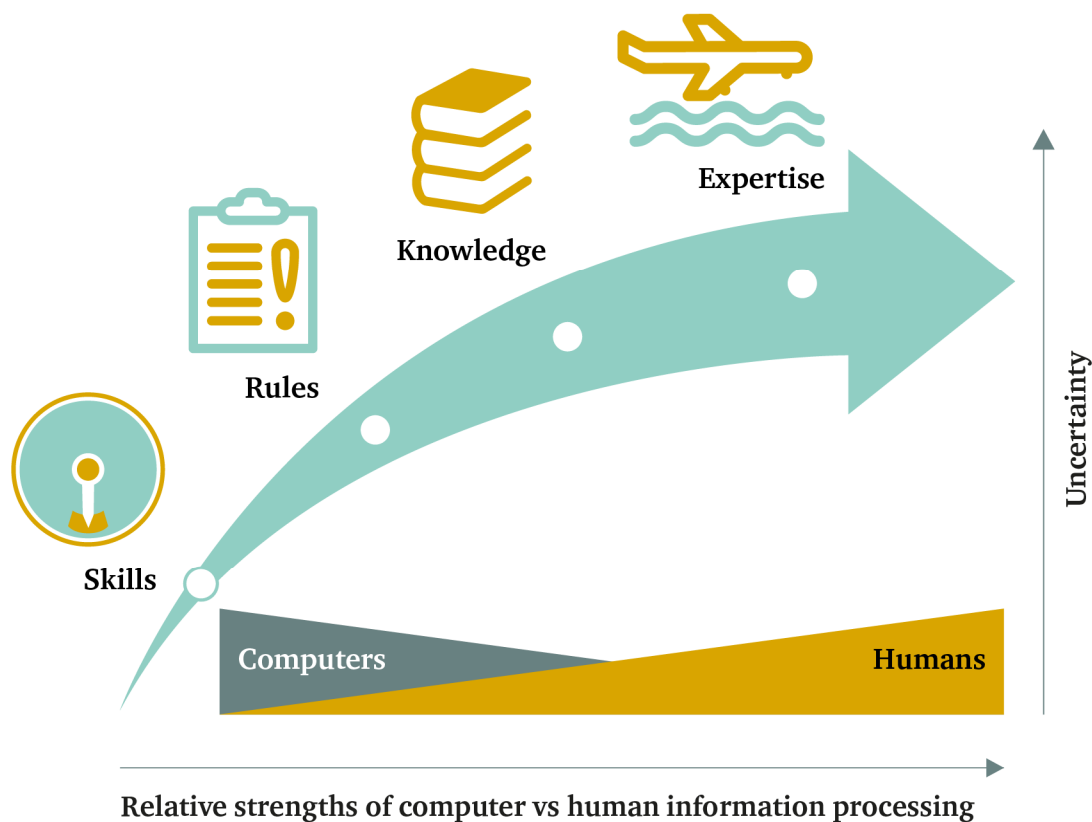 Expertise
Knowledge
Rules
Skills
Computers
Humans
Uncertainty
Relative strengths of computer vs human information processing